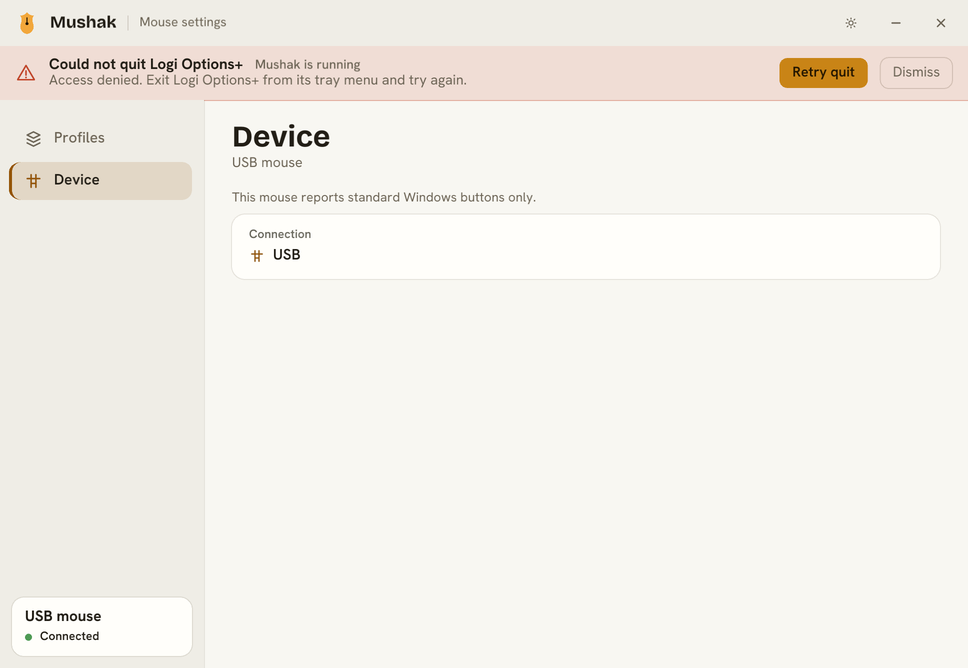 Mushak | Mouse settings
Could not quit Logi Options+ Mushak is running
Access denied. Exit Logi Options+ from its tray menu and try again.
Retry quit
Dismiss
Profiles
Device
Device
USB mouse
This mouse reports standard Windows buttons only.
Connection
USB
USB mouse
Connected